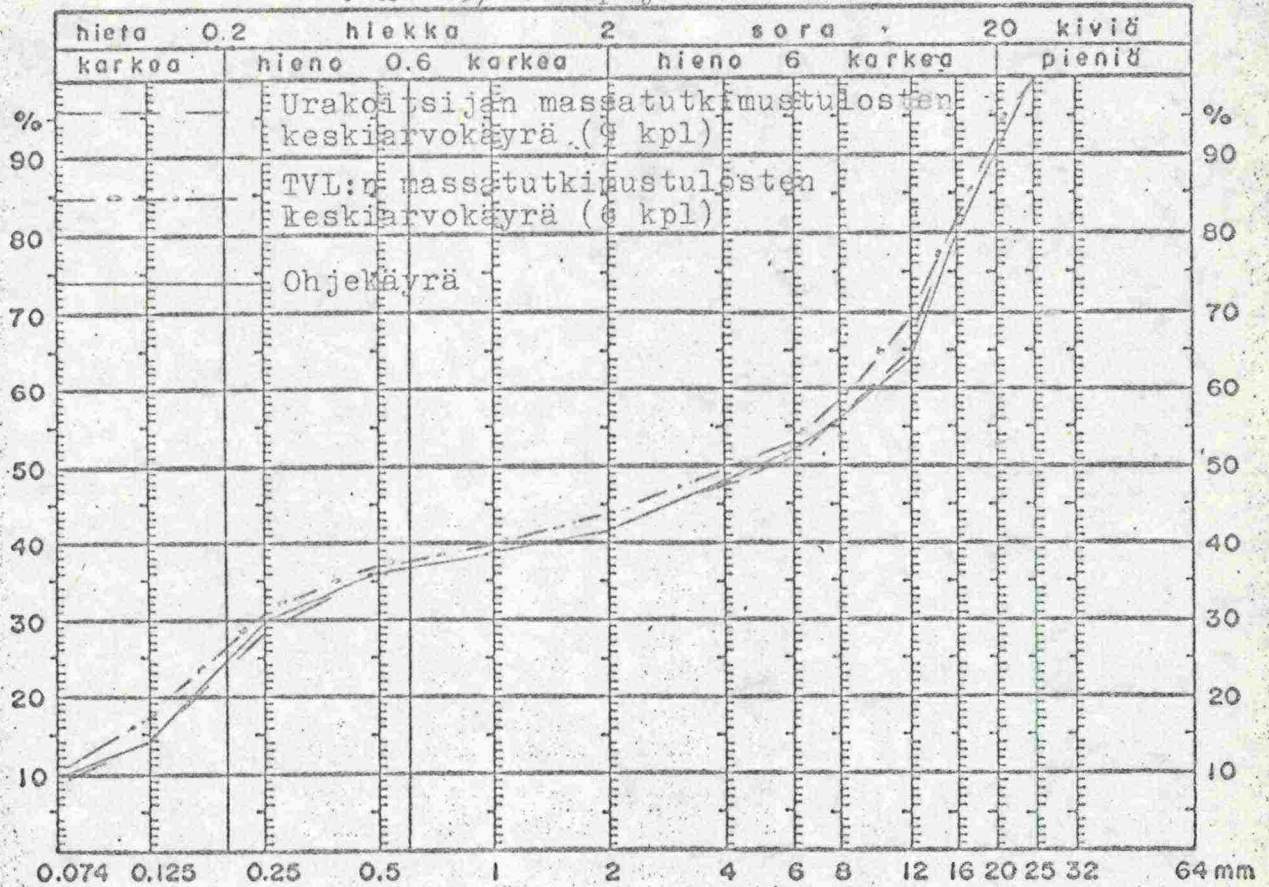 hieta 0.2 hiekka 2 sora 20 kiviä
karkea hieno 0.6 karkea hieno 6 karkea pieniä
Urakoitsijan massatutkimustulosten
% keskiarvokäyrä (9 kpl) %
90 90
TVL:n massatutkimustulosten
keskiarvokäyrä (6 kpl)
80 80
Ohjekäyrä
70 70
60 60
50 50
40 40
30 30
20 20
10 10
0.074 0.125 0.25 0.5 1 2 4 6 8 12 16 20 25 32 64 mm